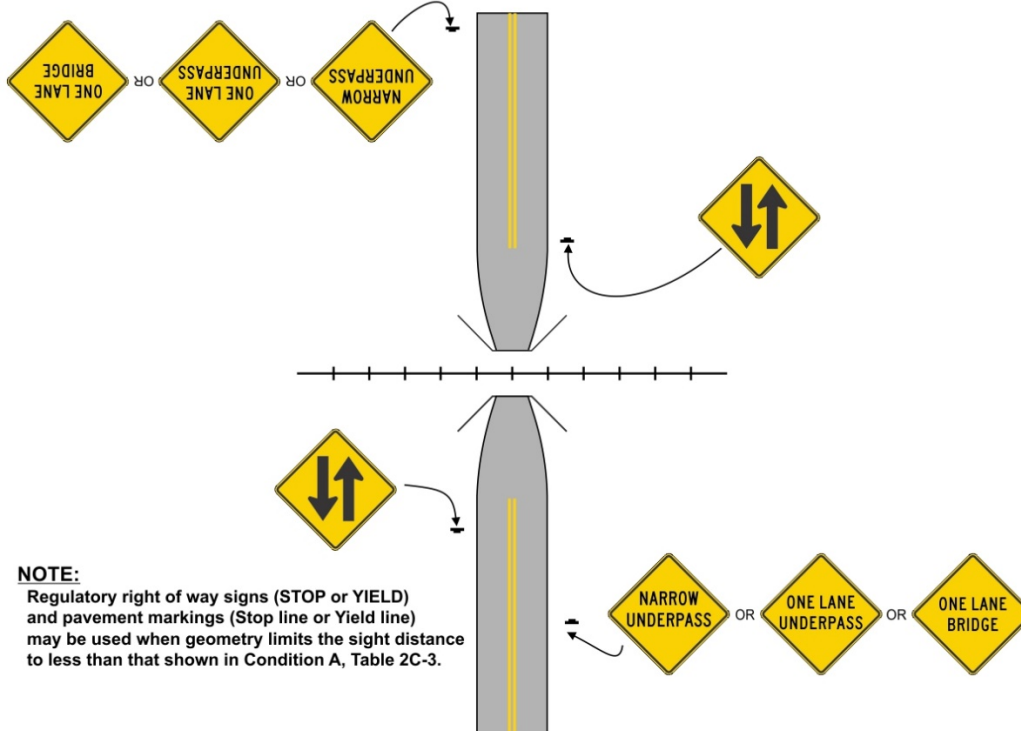 ONE LANE
BRIDGE
OR
ONE LANE
UNDERPASS
OR
NARROW
UNDERPASS
NOTE:
Regulatory right of way signs (STOP or YIELD)
and pavement markings (Stop line or Yield line)
may be used when geometry limits the sight distance
to less than that shown in Condition A, Table 2C-3.
NARROW
UNDERPASS
OR
ONE LANE
UNDERPASS
OR
ONE LANE
BRIDGE